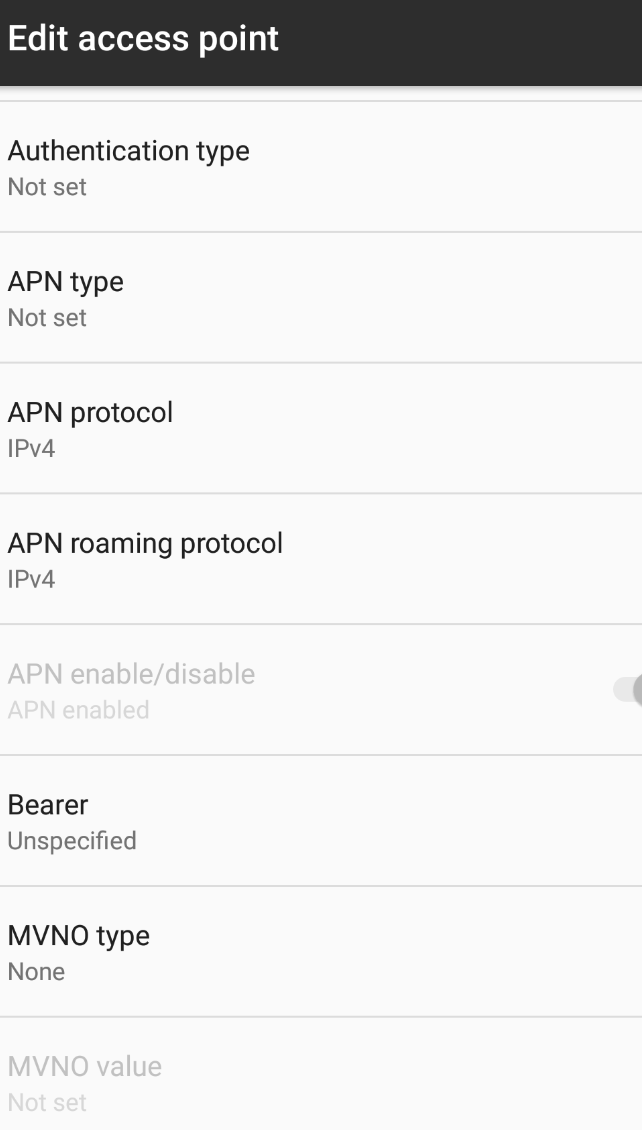 Edit access point
Authentication type
Not set
APN type
Not set
APN protocol
IPv4
APN roaming protocol
IPv4
APN enable/disable
APN enabled
Bearer
Unspecified
MVNO type
None
MVNO value
Not set